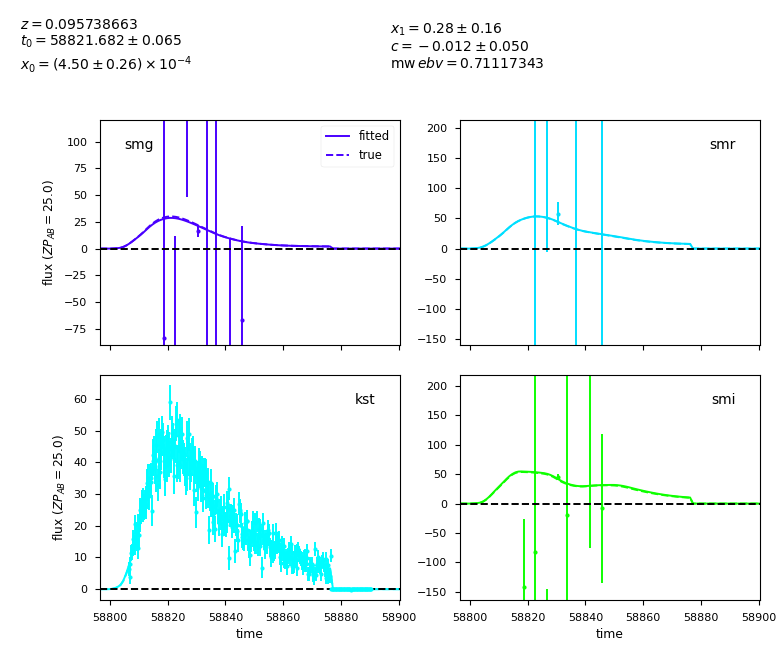 z = 0.095738663
t₀ = 58821.682 ± 0.065
x₀ = (4.50 ± 0.26) × 10⁻⁴
x₁ = 0.28 ± 0.16
c = −0.012 ± 0.050
mw ebv = 0.71117343
smg
fitted
true
100
75
50
25
0
−25
−50
−75
flux (ZP_AB = 25.0)
smr
200
150
100
50
0
−50
−100
−150
kst
60
50
40
30
20
10
0
flux (ZP_AB = 25.0)
58800 58820 58840 58860 58880 58900
time
smi
200
150
100
50
0
−50
−100
−150
58800 58820 58840 58860 58880 58900
time